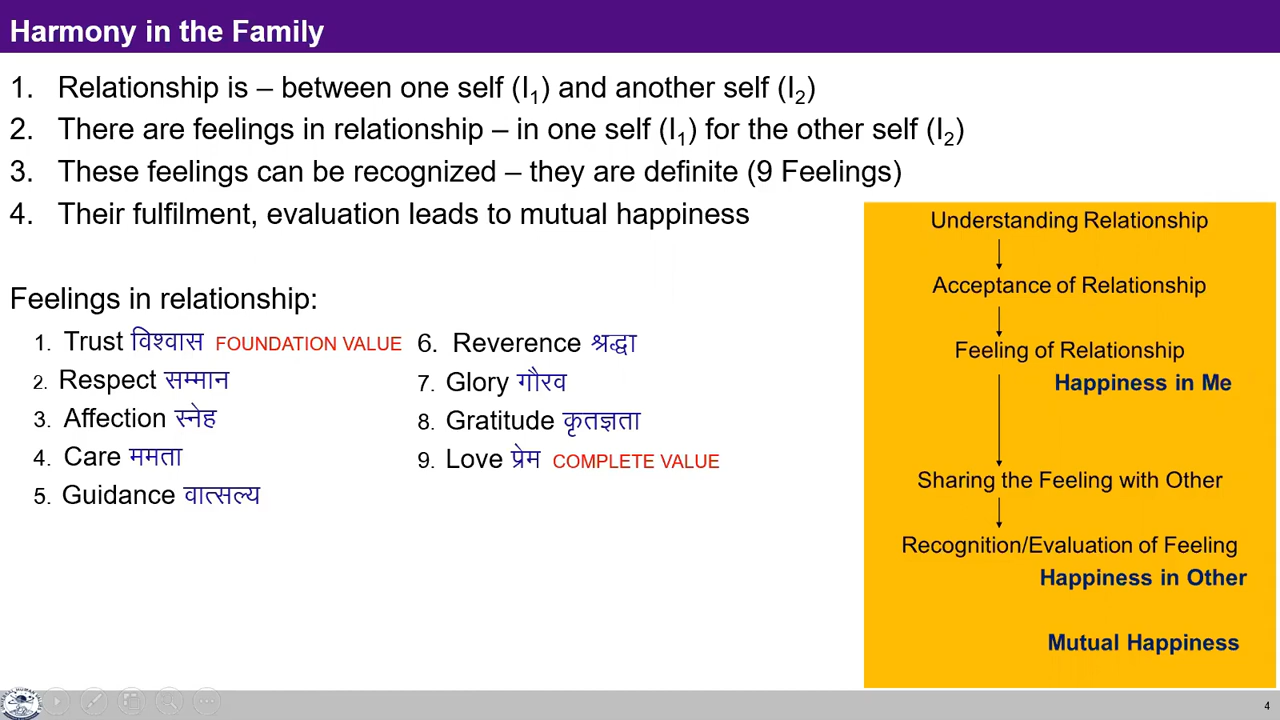 Harmony in the Family
1. Relationship is – between one self (I1) and another self (I2)
2. There are feelings in relationship – in one self (I1) for the other self (I2)
3. These feelings can be recognized – they are definite (9 Feelings)
4. Their fulfilment, evaluation leads to mutual happiness
Feelings in relationship:
1. Trust विश्वास FOUNDATION VALUE
2. Respect सम्मान
3. Affection स्नेह
4. Care ममता
5. Guidance वात्सल्य
6. Reverence श्रद्धा
7. Glory गौरव
8. Gratitude कृतज्ञता
9. Love प्रेम COMPLETE VALUE
Understanding Relationship
Acceptance of Relationship
Feeling of Relationship
Happiness in Me
Sharing the Feeling with Other
Recognition/Evaluation of Feeling
Happiness in Other
Mutual Happiness
4